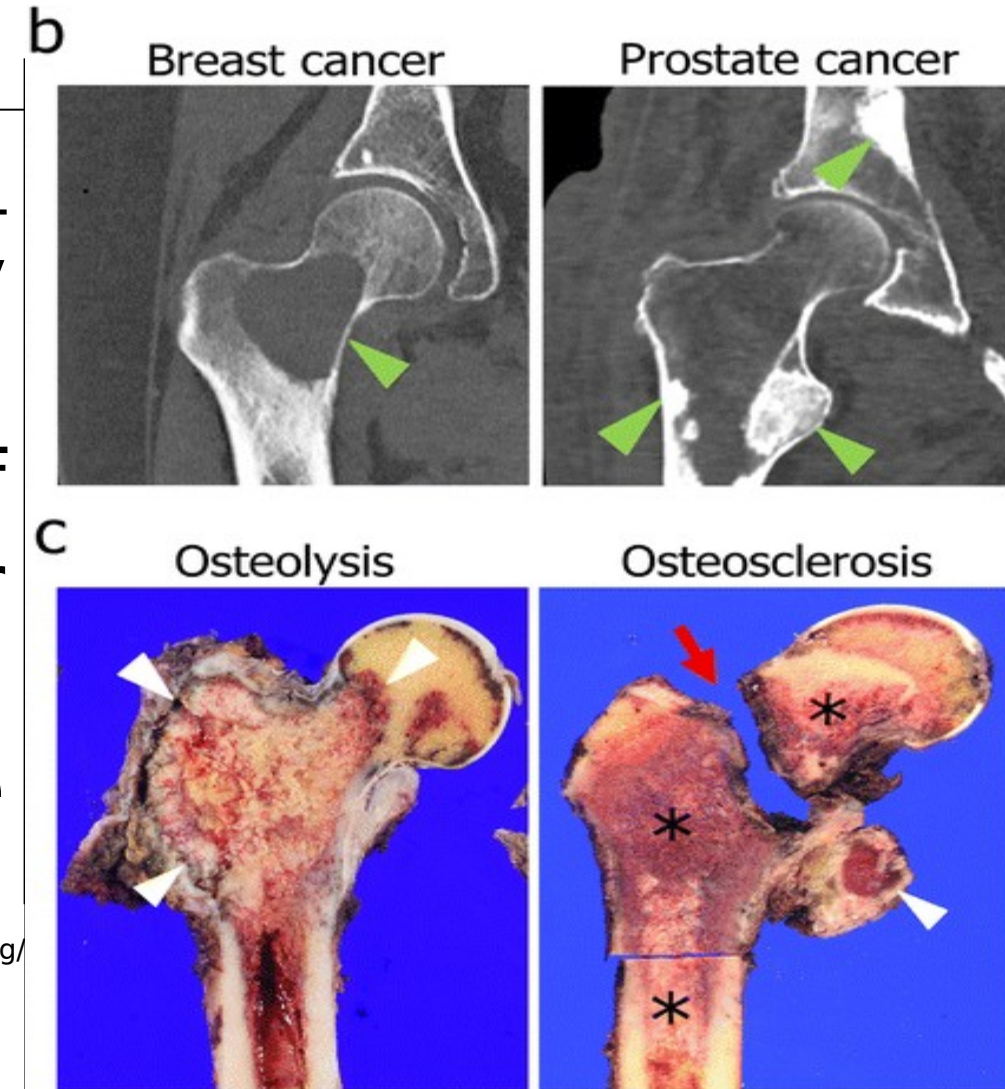 b
Breast cancer
Prostate cancer
c
Osteolysis
Osteosclerosis
*
*
*
g/